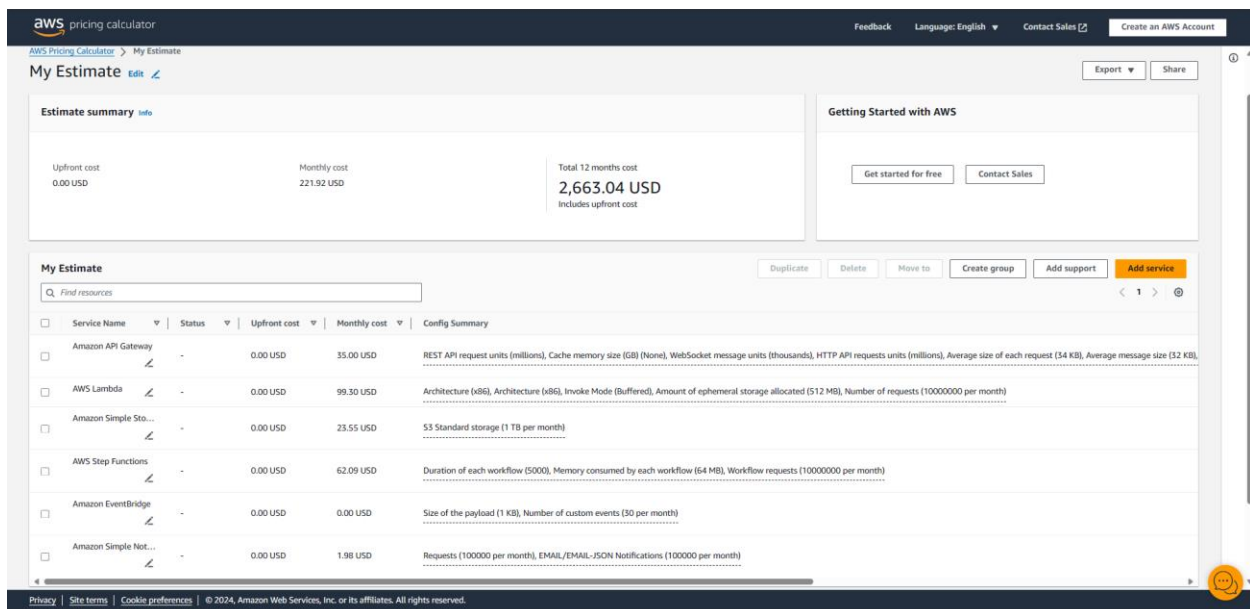 aws pricing calculator
Feedback Language: English Contact Sales Create an AWS Account
AWS Pricing Calculator > My Estimate
My Estimate Edit
Export Share
Estimate summary Info
Getting Started with AWS
Upfront cost Monthly cost Total 12 months cost
0.00 USD 221.92 USD 2,663.04 USD
Includes upfront cost
Get started for free Contact Sales
My Estimate
Duplicate Delete Move to Create group Add support Add service
Find resources
1
Service Name Status Upfront cost Monthly cost Config Summary
Amazon API Gateway - 0.00 USD 35.00 USD REST API request units (millions), Cache memory size (GB) (None), WebSocket message units (thousands), HTTP API requests units (millions), Average size of each request (34 KB), Average message size (32 KB),
AWS Lambda - 0.00 USD 99.30 USD Architecture (x86), Architecture (x86), Invoke Mode (Buffered), Amount of ephemeral storage allocated (512 MB), Number of requests (10000000 per month)
Amazon Simple Sto... - 0.00 USD 23.55 USD S3 Standard storage (1 TB per month)
AWS Step Functions - 0.00 USD 62.09 USD Duration of each workflow (5000), Memory consumed by each workflow (64 MB), Workflow requests (10000000 per month)
Amazon EventBridge - 0.00 USD 0.00 USD Size of the payload (1 KB), Number of custom events (30 per month)
Amazon Simple Not... - 0.00 USD 1.98 USD Requests (100000 per month), EMAIL/EMAIL-JSON Notifications (100000 per month)
Privacy | Site terms | Cookie preferences | © 2024, Amazon Web Services, Inc. or its affiliates. All rights reserved.